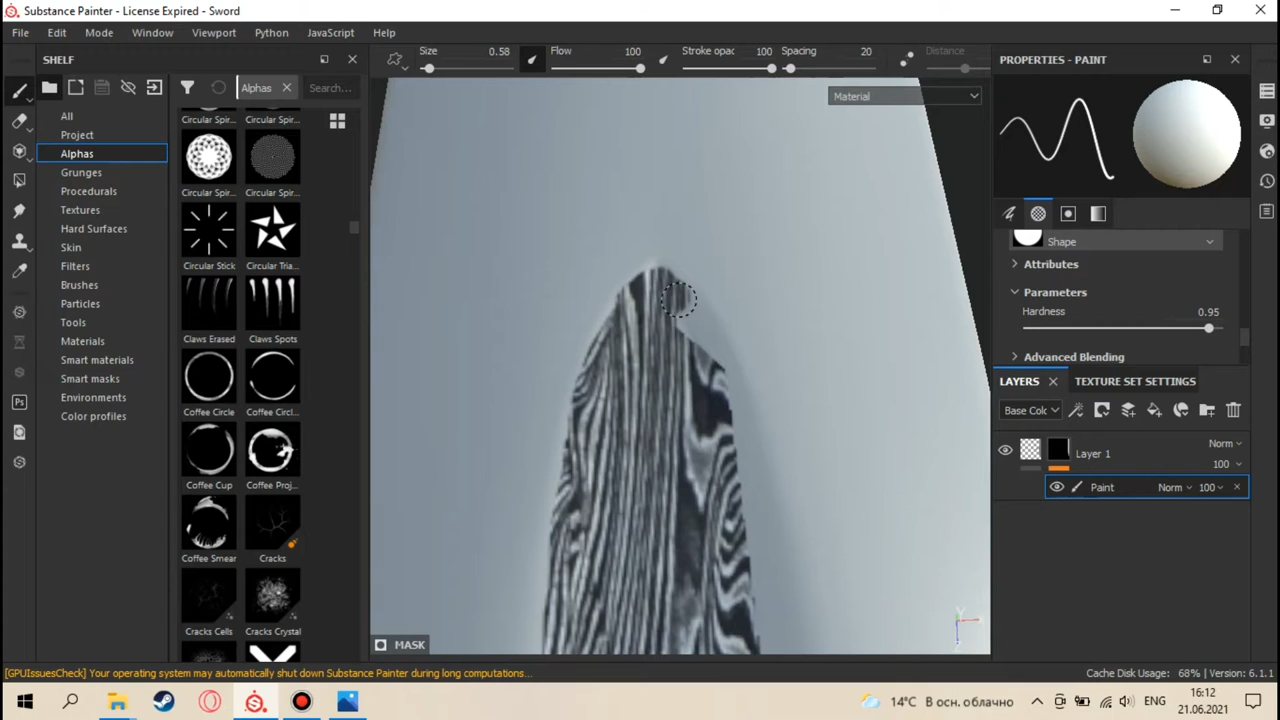 Substance Painter - License Expired - Sword
File Edit Mode Window Viewport Python JavaScript Help
SHELF
Alphas
Search...
All
Project
Alphas
Grunges
Procedurals
Textures
Hard Surfaces
Skin
Filters
Brushes
Particles
Tools
Materials
Smart materials
Smart masks
Environments
Color profiles
Circular Spir... Circular Spir...
Circular Spir... Circular Spir...
Circular Stick Circular Tria...
Claws Erased Claws Spots
Coffee Circle Coffee Circl...
Coffee Cup Coffee Proj...
Coffee Smear Cracks
Cracks Cells Cracks Crystal
Size 0.58 Flow 100 Stroke opac 100 Spacing 20 Distance
Material
MASK
Y
PROPERTIES - PAINT
Shape
Attributes
Parameters
Hardness 0.95
Advanced Blending
LAYERS TEXTURE SET SETTINGS
Base Col
Norm
Layer 1
100
Paint Norm 100
Ps
[GPUIssuesCheck] Your operating system may automatically shut down Substance Painter during long computations...
Cache Disk Usage: 68% | Version: 6.1.1
14°C В осн. облачно
ENG
16:12
21.06.2021